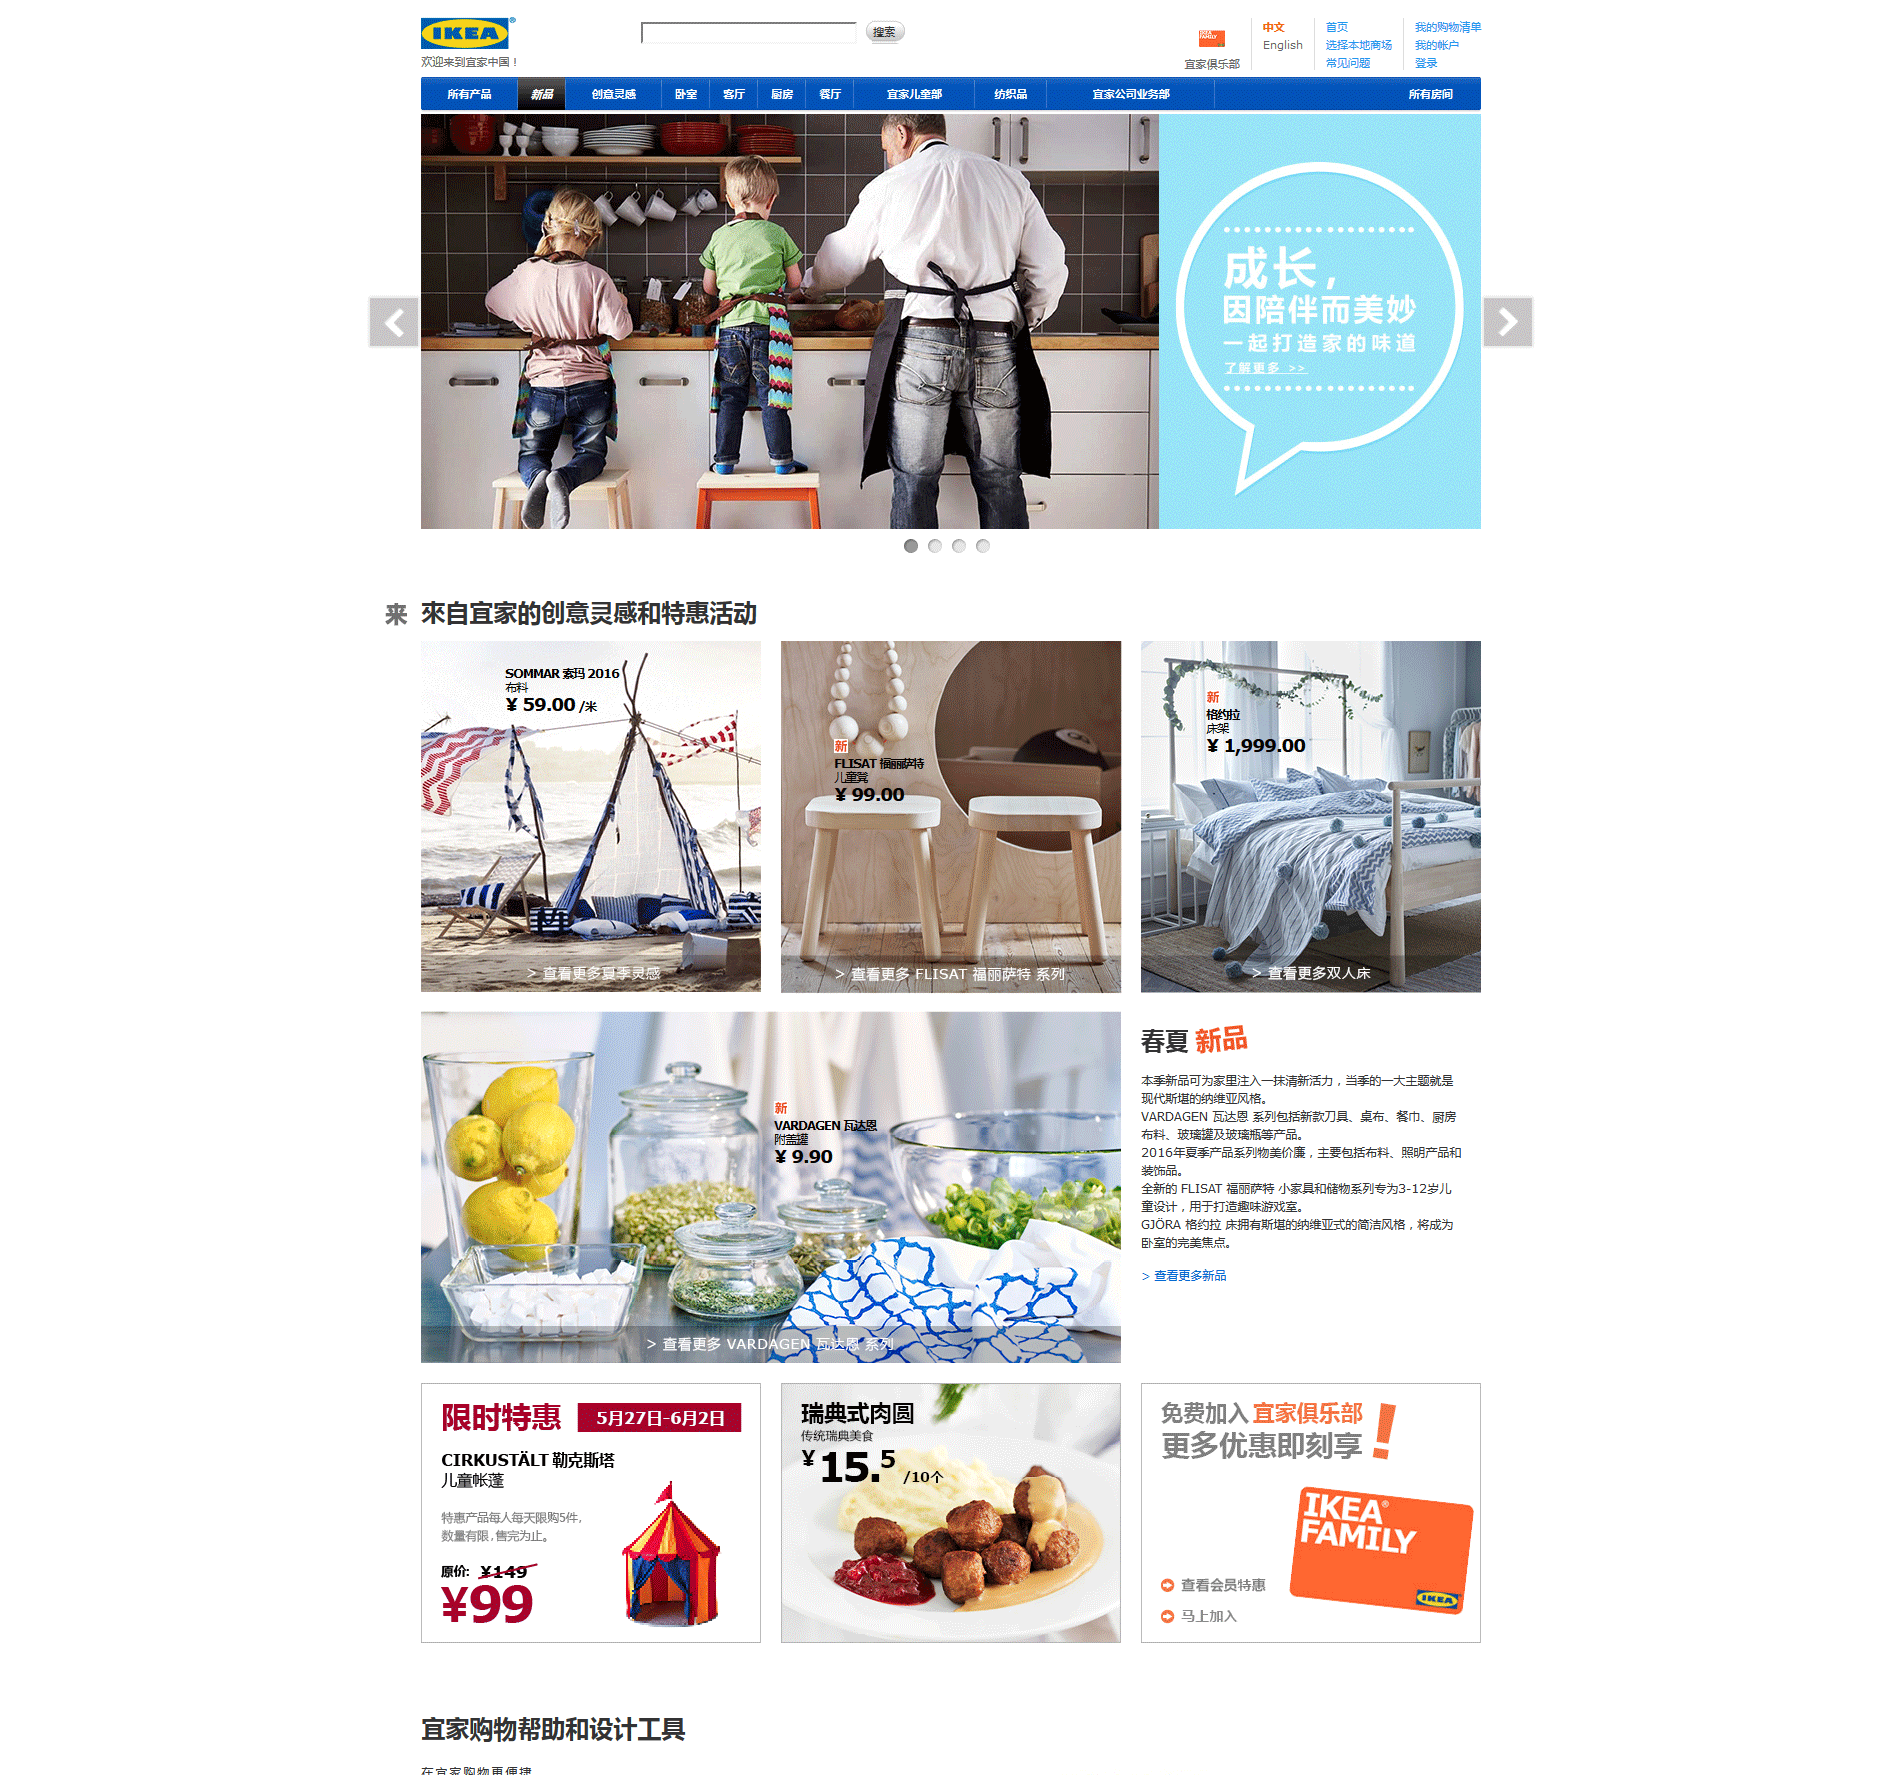 IKEA
欢迎来到宜家中国！
搜索
IKEA FAMILY
宜家俱乐部
中文
English
首页
选择本地商场
常见问题
我的购物清单
我的帐户
登录
所有产品 新品 创意灵感 卧室 客厅 厨房 餐厅 宜家儿童部 纺织品 宜家公司业务部 所有房间
成长，
因陪伴而美妙
一起打造家的味道
了解更多 >>
来 來自宜家的创意灵感和特惠活动
SOMMAR 索玛 2016
布料
¥ 59.00 /米
> 查看更多夏季灵感
新
FLISAT 福丽萨特
儿童凳
¥ 99.00
> 查看更多 FLISAT 福丽萨特 系列
新
格约拉
床架
¥ 1,999.00
> 查看更多双人床
新
VARDAGEN 瓦达恩
附盖罐
¥ 9.90
> 查看更多 VARDAGEN 瓦达恩 系列
春夏 新品
本季新品可为家里注入一抹清新活力，当季的一大主题就是
现代斯堪的纳维亚风格。
VARDAGEN 瓦达恩 系列包括新款刀具、桌布、餐巾、厨房
布料、玻璃罐及玻璃瓶等产品。
2016年夏季产品系列物美价廉，主要包括布料、照明产品和
装饰品。
全新的 FLISAT 福丽萨特 小家具和储物系列专为3-12岁儿
童设计，用于打造趣味游戏室。
GJÖRA 格约拉 床拥有斯堪的纳维亚式的简洁风格，将成为
卧室的完美焦点。
> 查看更多新品
限时特惠 5月27日-6月2日
CIRKUSTÄLT 勒克斯塔
儿童帐蓬
特惠产品每人每天限购5件，
数量有限，售完为止。
原价: ¥149
¥99
瑞典式肉圆
传统瑞典美食
¥ 15.5 /10个
免费加入 宜家俱乐部
更多优惠即刻享！
IKEA
FAMILY
IKEA
查看会员特惠
马上加入
宜家购物帮助和设计工具
在宜家购物更便捷